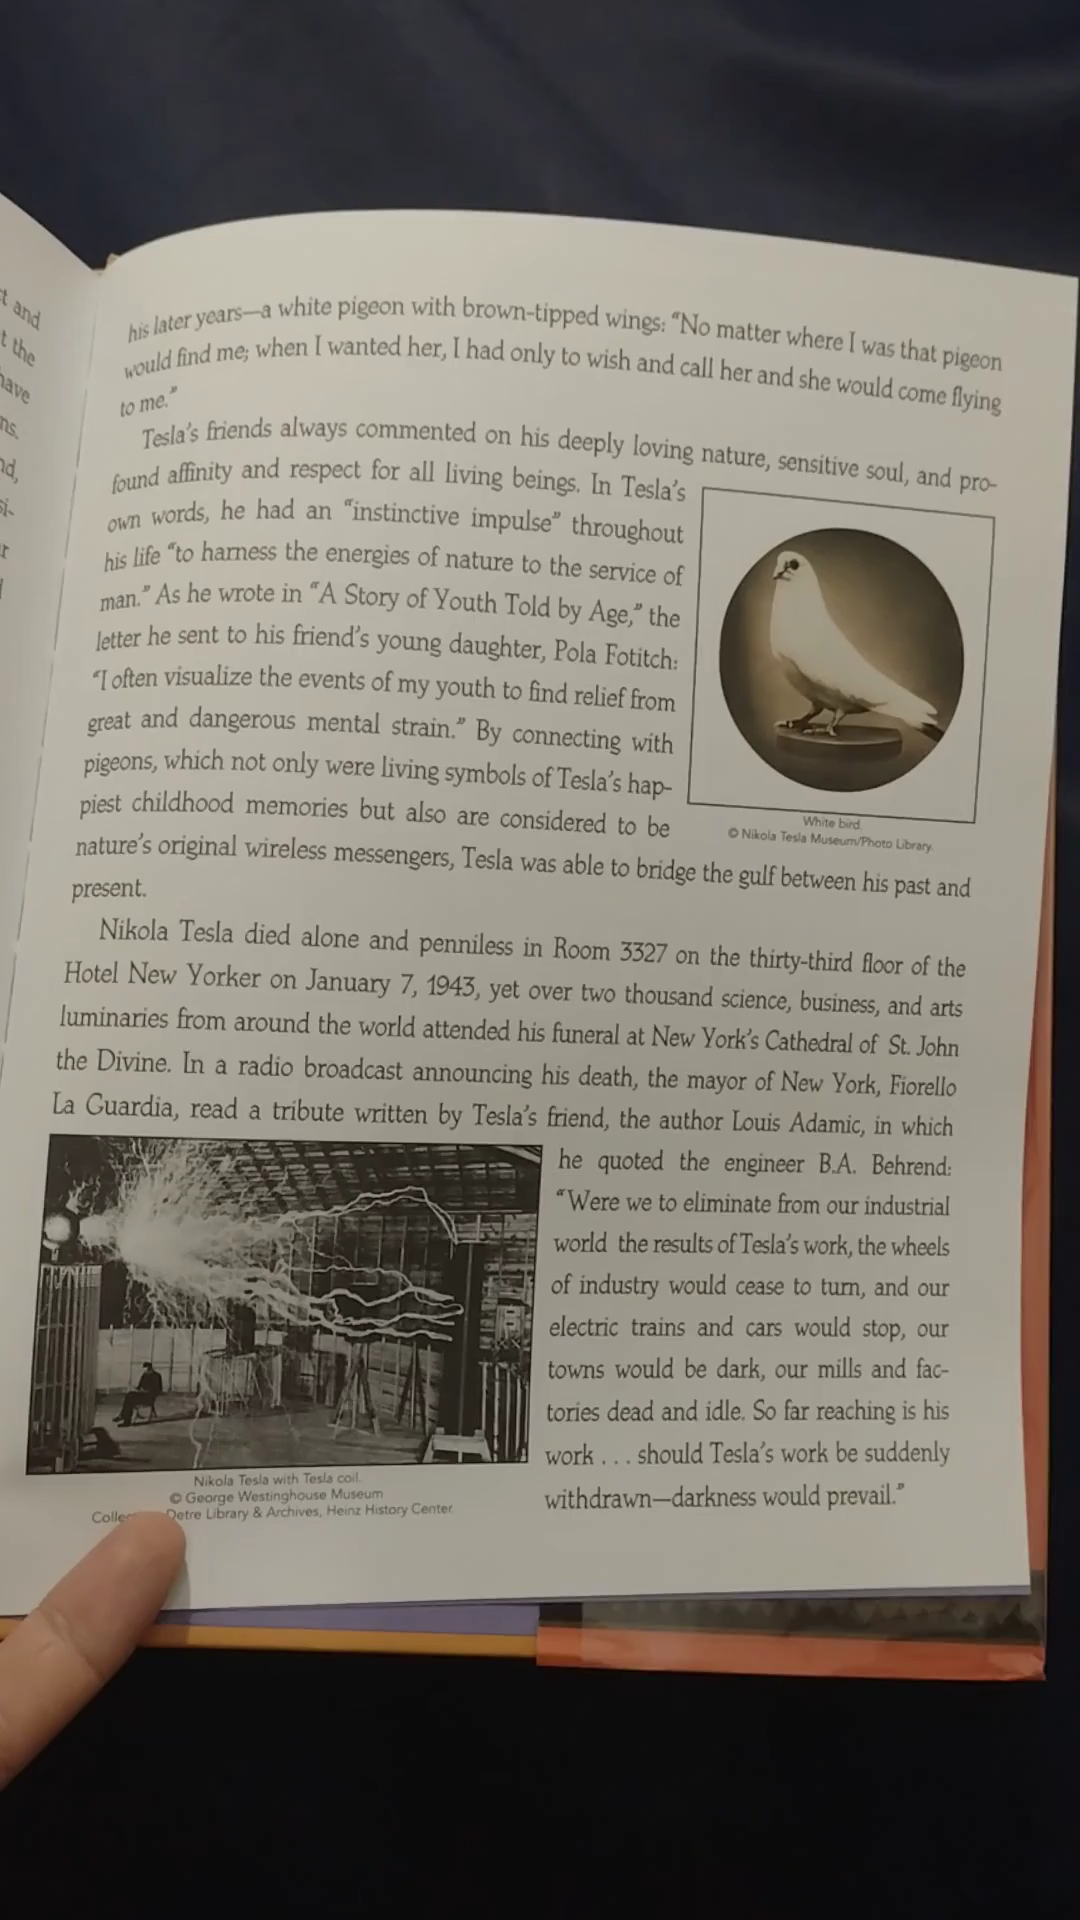 t and
t the
have
ns.
nd,
si-
r
his later years—a white pigeon with brown-tipped wings: “No matter where I was that pigeon
would find me; when I wanted her, I had only to wish and call her and she would come flying
to me.”
Tesla’s friends always commented on his deeply loving nature, sensitive soul, and pro-
found affinity and respect for all living beings. In Tesla’s
own words, he had an “instinctive impulse” throughout
his life “to harness the energies of nature to the service of
man.” As he wrote in “A Story of Youth Told by Age,” the
letter he sent to his friend’s young daughter, Pola Fotitch:
“I often visualize the events of my youth to find relief from
great and dangerous mental strain.” By connecting with
pigeons, which not only were living symbols of Tesla’s hap-
piest childhood memories but also are considered to be
nature’s original wireless messengers, Tesla was able to bridge the gulf between his past and
present.
White bird.
© Nikola Tesla Museum/Photo Library.
Nikola Tesla died alone and penniless in Room 3327 on the thirty-third floor of the
Hotel New Yorker on January 7, 1943, yet over two thousand science, business, and arts
luminaries from around the world attended his funeral at New York’s Cathedral of St. John
the Divine. In a radio broadcast announcing his death, the mayor of New York, Fiorello
La Guardia, read a tribute written by Tesla’s friend, the author Louis Adamic, in which
he quoted the engineer B.A. Behrend:
“Were we to eliminate from our industrial
world the results of Tesla’s work, the wheels
of industry would cease to turn, and our
electric trains and cars would stop, our
towns would be dark, our mills and fac-
tories dead and idle. So far reaching is his
work . . . should Tesla’s work be suddenly
withdrawn—darkness would prevail.”
Nikola Tesla with Tesla coil.
© George Westinghouse Museum
Detre Library & Archives, Heinz History Center.